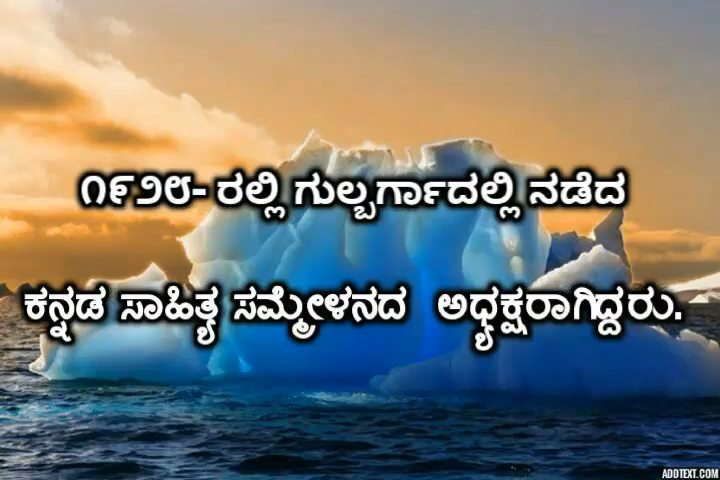 ೧೯೨೮- ರಲ್ಲಿ ಗುಲ್ಬರ್ಗಾದಲ್ಲಿ ನಡೆದ
ಕನ್ನಡ ಸಾಹಿತ್ಯ ಸಮ್ಮೇಳನದ ಅಧ್ಯಕ್ಷರಾಗಿದ್ದರು.
ADDTEXT.COM